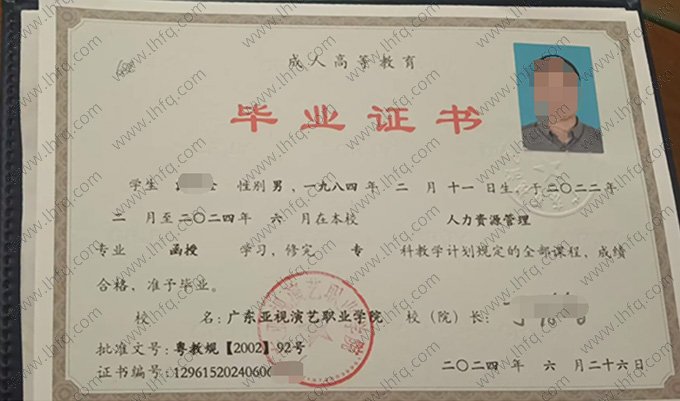 成人高等教育
毕业证书
学生 性别 男，一九八四年 二 月 十一 日生，于二〇二二年
二 月至二〇二四年 六 月在本校 人力资源管理
专业 函授 学习，修完 专 科教学计划规定的全部课程，成绩
合格，准予毕业。
校 名：广东亚视演艺职业学院 校（院）长：
批准文号：粤教规【2002】92号
证书编号：12961520240606 二〇二四年 六 月二十六日
www.lhfq.com